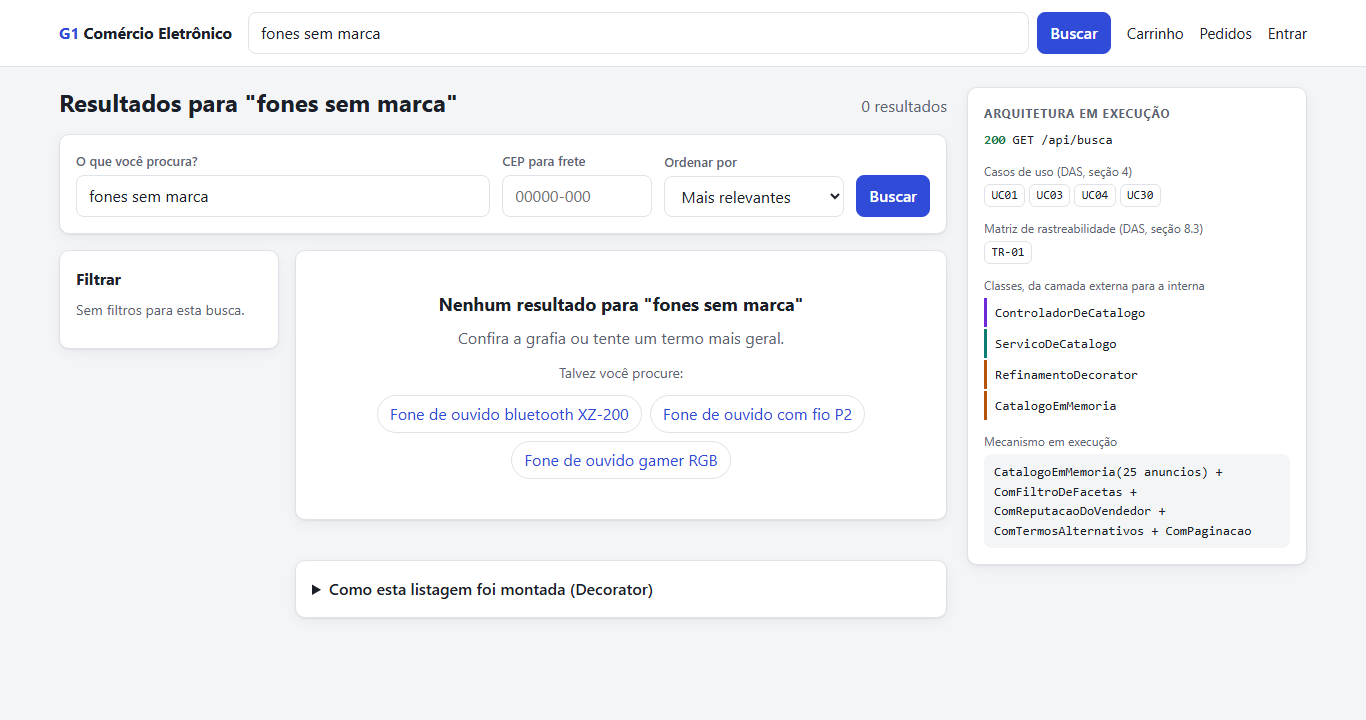 G1 Comércio Eletrônico
fones sem marca
Buscar
Carrinho
Pedidos
Entrar
Resultados para "fones sem marca"
0 resultados
O que você procura?
fones sem marca
CEP para frete
00000-000
Ordenar por
Mais relevantes
Buscar
Filtrar
Sem filtros para esta busca.
Nenhum resultado para "fones sem marca"
Confira a grafia ou tente um termo mais geral.
Talvez você procure:
Fone de ouvido bluetooth XZ-200
Fone de ouvido com fio P2
Fone de ouvido gamer RGB
Como esta listagem foi montada (Decorator)
ARQUITETURA EM EXECUÇÃO
200 GET /api/busca
Casos de uso (DAS, seção 4)
UC01 UC03 UC04 UC30
Matriz de rastreabilidade (DAS, seção 8.3)
TR-01
Classes, da camada externa para a interna
ControladorDeCatalogo
ServicoDeCatalogo
RefinamentoDecorator
CatalogoEmMemoria
Mecanismo em execução
CatalogoEmMemoria(25 anuncios) +
ComFiltroDeFacetas +
ComReputacaoDoVendedor +
ComTermosAlternativos + ComPaginacao